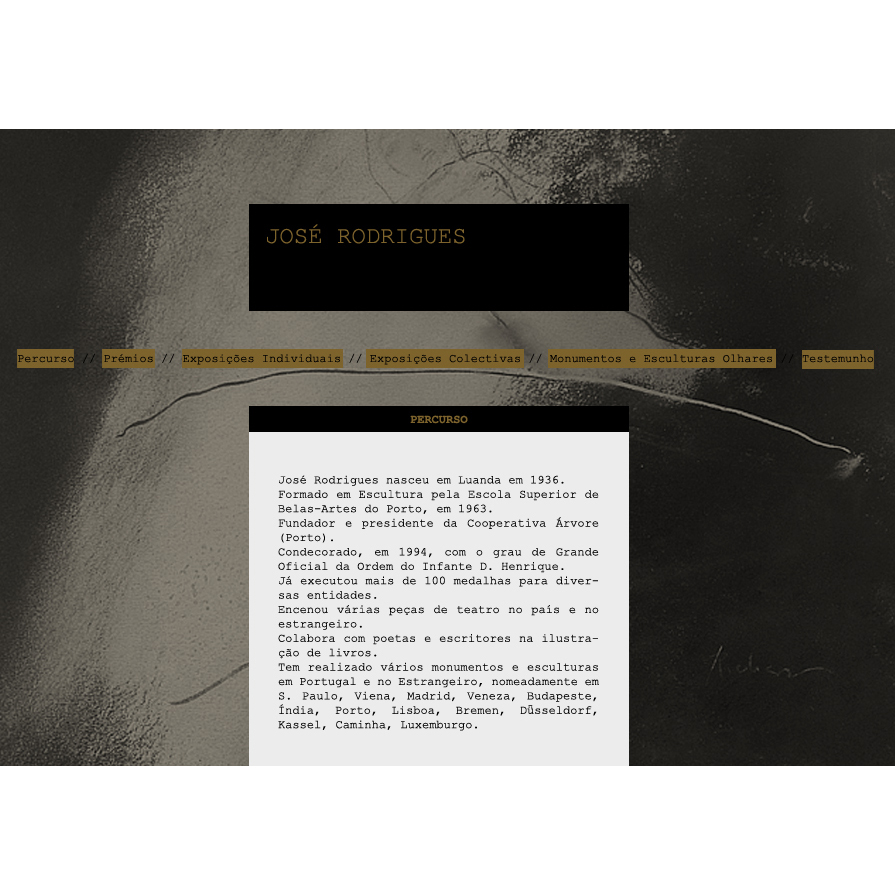 JOSÉ RODRIGUES
Percurso // Prémios // Exposições Individuais // Exposições Colectivas // Monumentos e Esculturas Olhares // Testemunho
PERCURSO
José Rodrigues nasceu em Luanda em 1936.
Formado em Escultura pela Escola Superior de
Belas-Artes do Porto, em 1963.
Fundador e presidente da Cooperativa Árvore
(Porto).
Condecorado, em 1994, com o grau de Grande
Oficial da Ordem do Infante D. Henrique.
Já executou mais de 100 medalhas para diver-
sas entidades.
Encenou várias peças de teatro no país e no
estrangeiro.
Colabora com poetas e escritores na ilustra-
ção de livros.
Tem realizado vários monumentos e esculturas
em Portugal e no Estrangeiro, nomeadamente em
S. Paulo, Viena, Madrid, Veneza, Budapeste,
Índia, Porto, Lisboa, Bremen, Düsseldorf,
Kassel, Caminha, Luxemburgo.